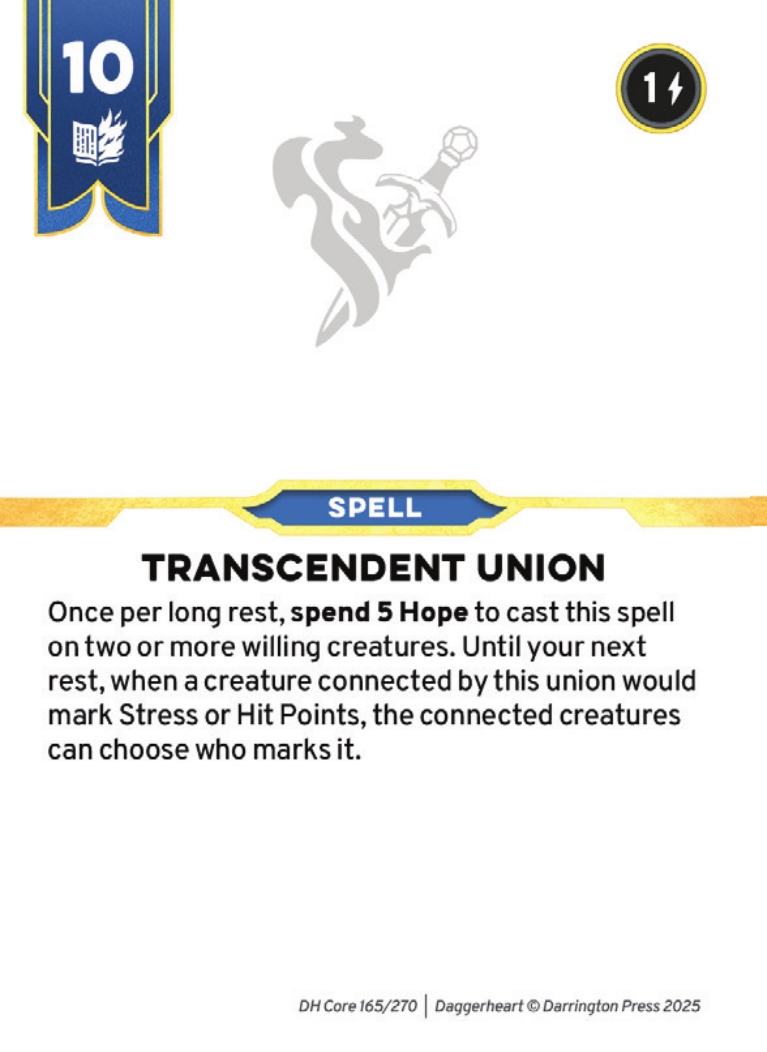 10
1
SPELL
TRANSCENDENT UNION
Once per long rest, spend 5 Hope to cast this spell
on two or more willing creatures. Until your next
rest, when a creature connected by this union would
mark Stress or Hit Points, the connected creatures
can choose who marks it.
DH Core 165/270 | Daggerheart © Darrington Press 2025